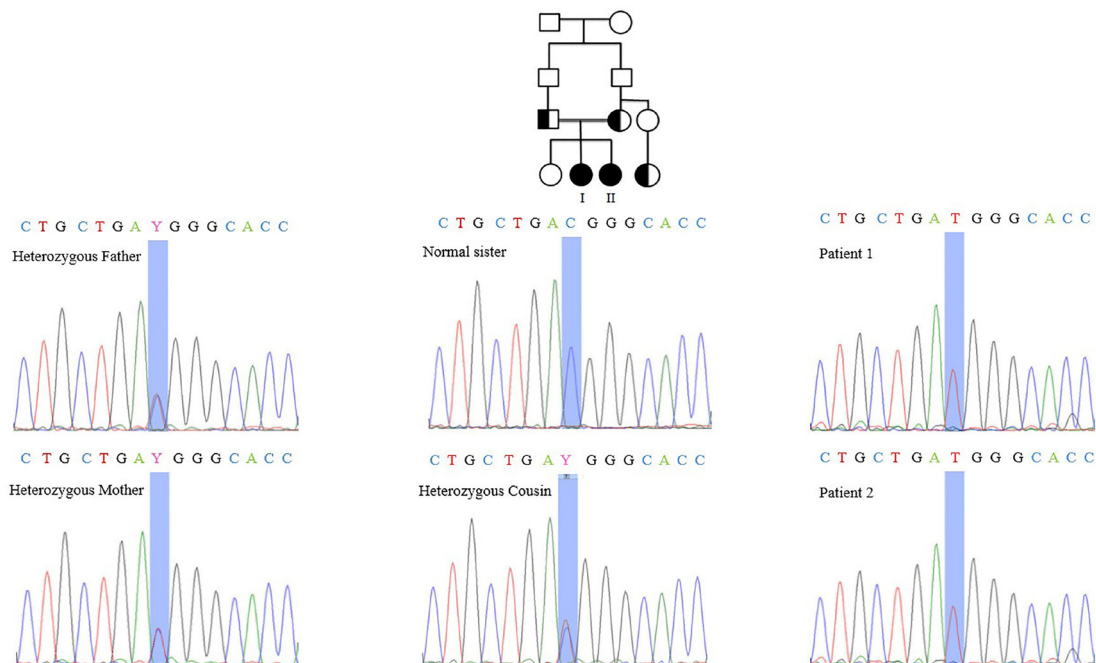 I II
C T G C T G A Y G G G C A C C
Heterozygous Father
C T G C T G A C G G G C A C C
Normal sister
C T G C T G A T G G G C A C C
Patient 1
C T G C T G A Y G G G C A C C
Heterozygous Mother
C T G C T G A Y G G G C A C C
Heterozygous Cousin
C T G C T G A T G G G C A C C
Patient 2